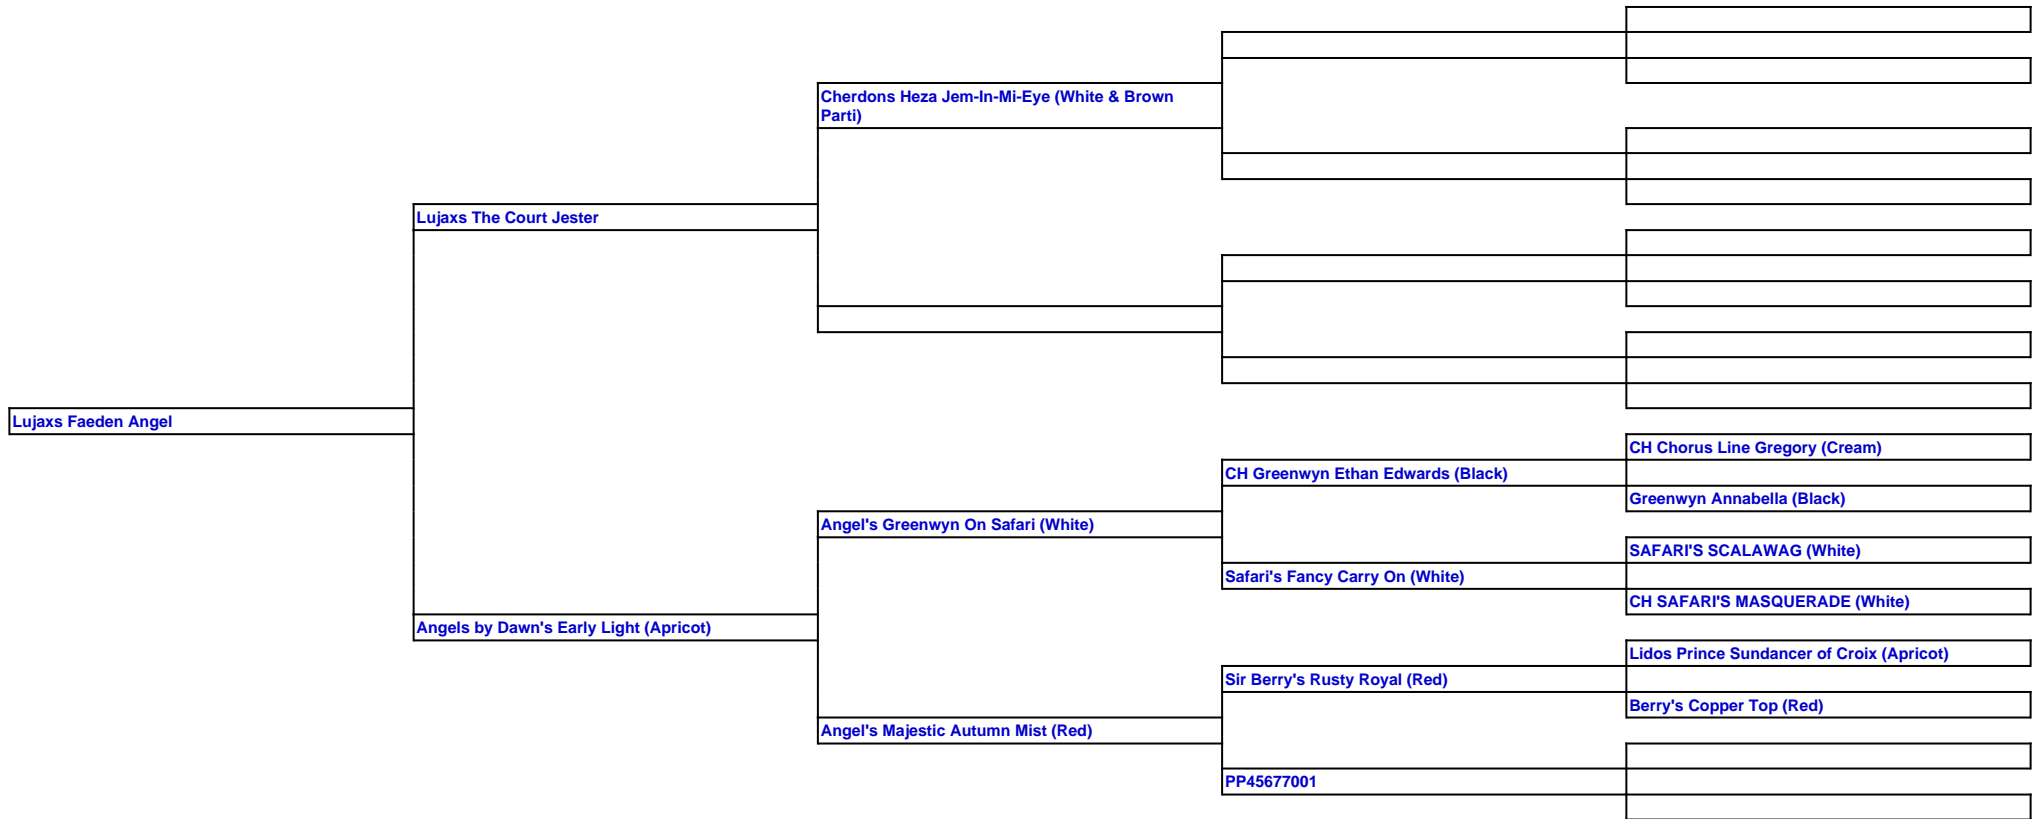 Cherdons Heza Jem-In-Mi-Eye (White & Brown
Parti)
Lujaxs The Court Jester
Lujaxs Faeden Angel
CH Chorus Line Gregory (Cream)
CH Greenwyn Ethan Edwards (Black)
Greenwyn Annabella (Black)
Angel's Greenwyn On Safari (White)
SAFARI'S SCALAWAG (White)
Safari's Fancy Carry On (White)
CH SAFARI'S MASQUERADE (White)
Angels by Dawn's Early Light (Apricot)
Lidos Prince Sundancer of Croix (Apricot)
Sir Berry's Rusty Royal (Red)
Berry's Copper Top (Red)
Angel's Majestic Autumn Mist (Red)
PP45677001